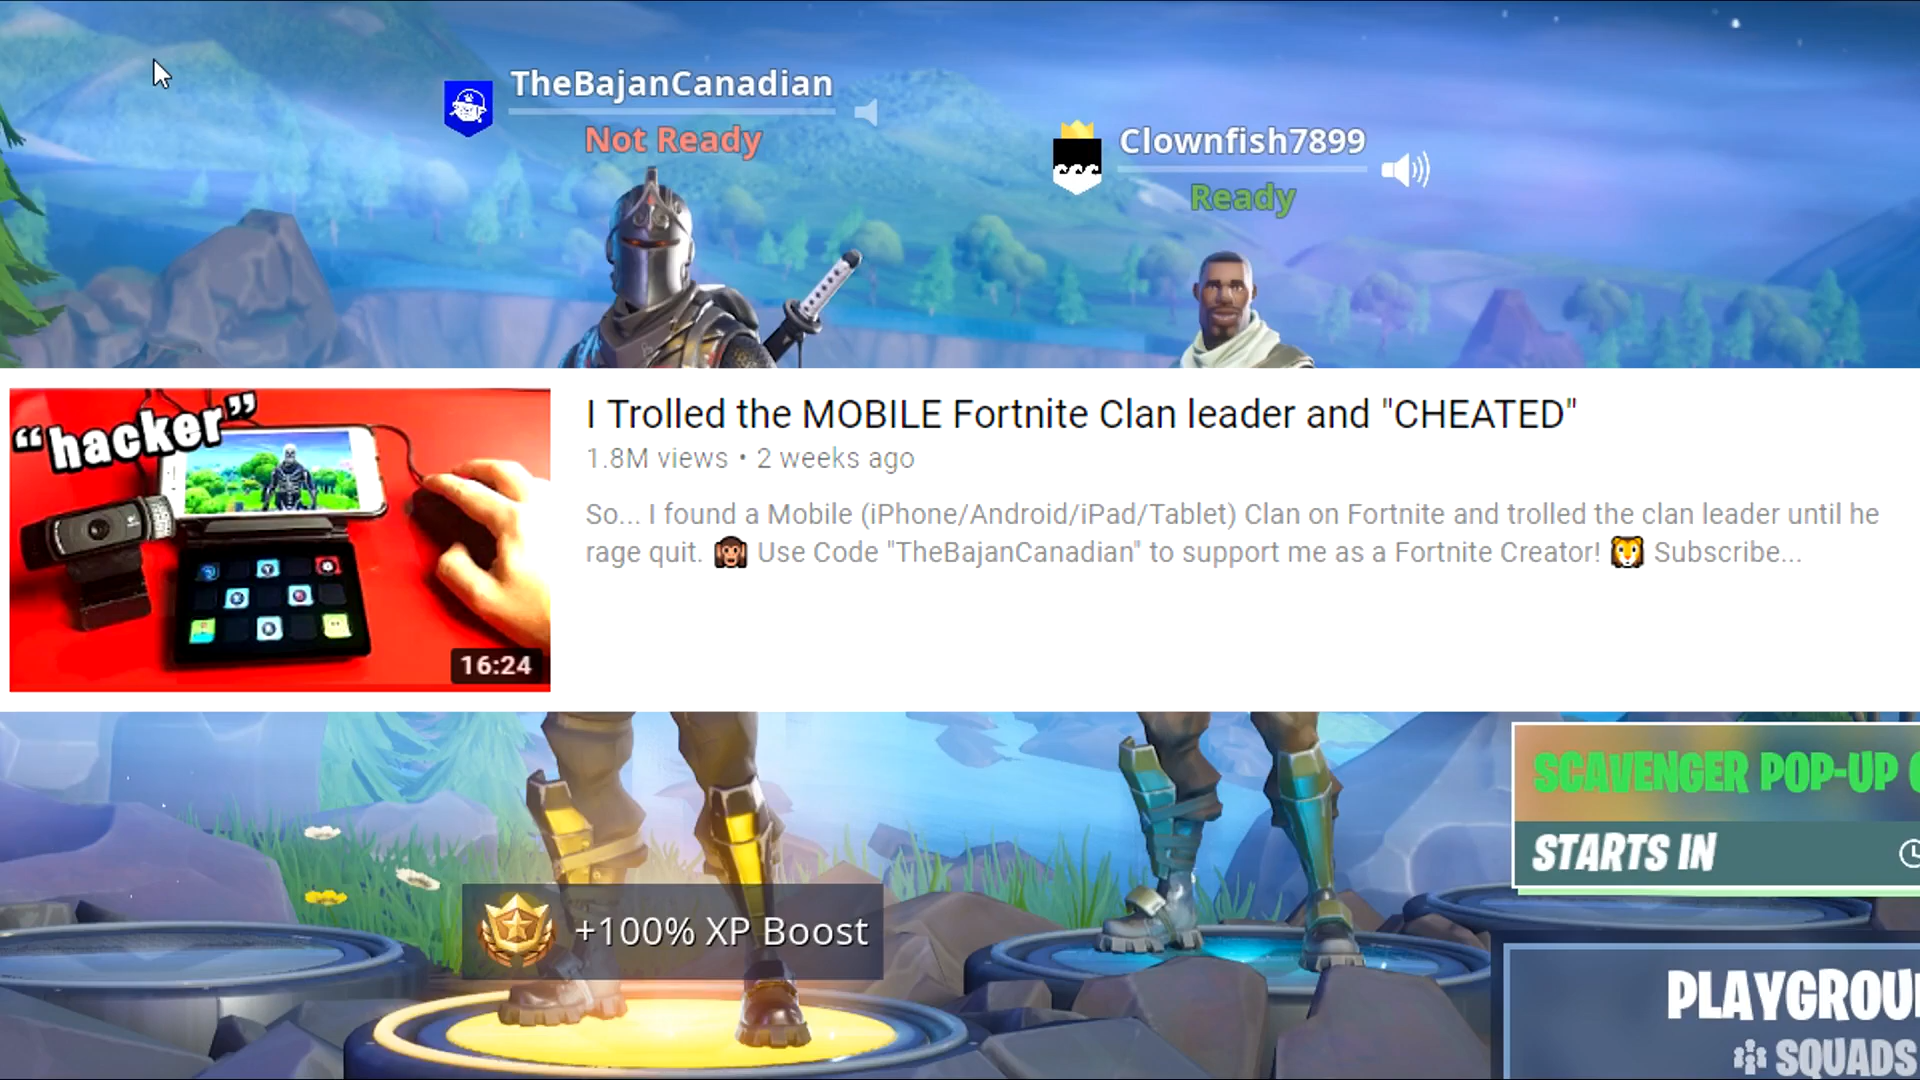 TheBajanCanadian
Not Ready
Clownfish7899
Ready
“hacker”
16:24
I Trolled the MOBILE Fortnite Clan leader and "CHEATED"
1.8M views • 2 weeks ago
So... I found a Mobile (iPhone/Android/iPad/Tablet) Clan on Fortnite and trolled the clan leader until he
rage quit. 🙉 Use Code "TheBajanCanadian" to support me as a Fortnite Creator! 🐯 Subscribe...
SCAVENGER POP-UP
STARTS IN
+100% XP Boost
PLAYGROU
SQUADS